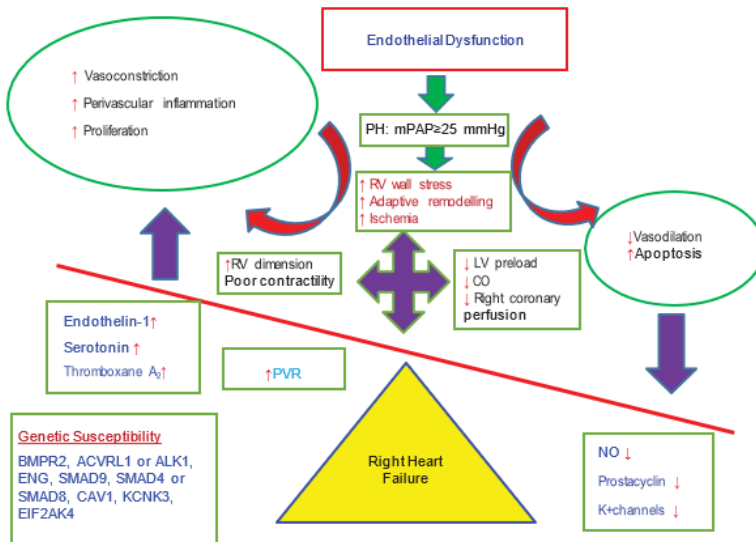 Endothelial Dysfunction
↑ Vasoconstriction
↑ Perivascular inflammation
↑ Proliferation
PH: mPAP≥25 mmHg
↑ RV wall stress
↑ Adaptive remodelling
↑ Ischemia
↓Vasodilation
↑Apoptosis
↑RV dimension
Poor contractility
↓ LV preload
↓ CO
↓ Right coronary
perfusion
Endothelin-1↑
Serotonin ↑
Thromboxane A₂↑
↑PVR
Genetic Susceptibility
BMPR2, ACVRL1 or ALK1,
ENG, SMAD9, SMAD4 or
SMAD8, CAV1, KCNK3,
EIF2AK4
Right Heart
Failure
NO ↓
Prostacyclin ↓
K+channels ↓